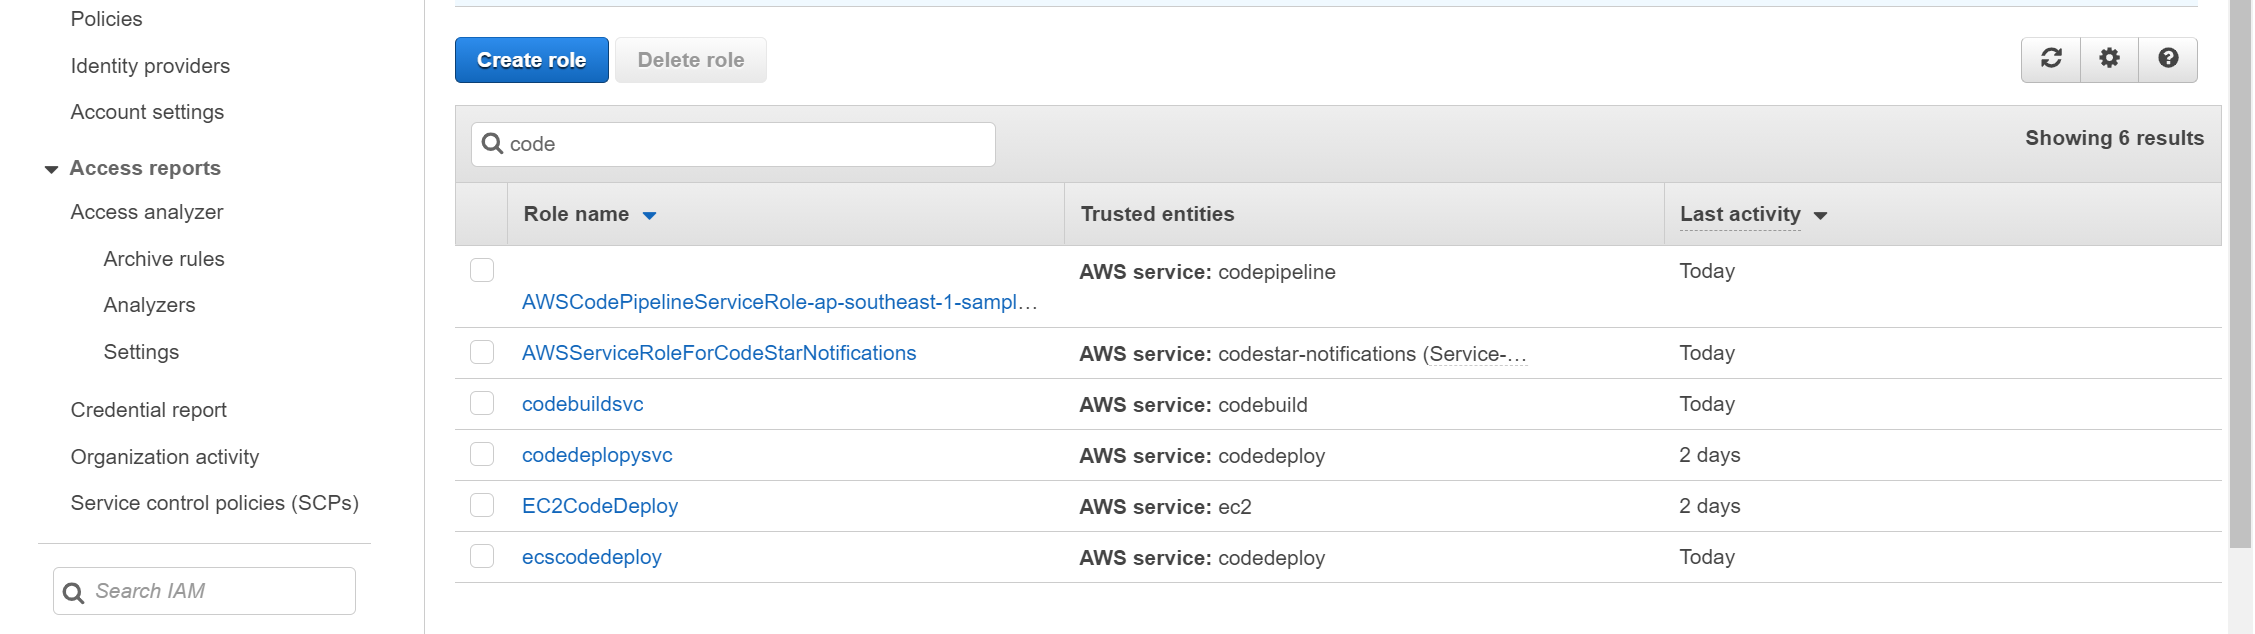 Policies
Identity providers
Account settings
Access reports
Access analyzer
Archive rules
Analyzers
Settings
Credential report
Organization activity
Service control policies (SCPs)
Search IAM
Create role
Delete role
code
Showing 6 results
Role name
Trusted entities
Last activity
AWS service: codepipeline
Today
AWSCodePipelineServiceRole-ap-southeast-1-sampl…
AWSServiceRoleForCodeStarNotifications
AWS service: codestar-notifications (Service-…
Today
codebuildsvc
AWS service: codebuild
Today
codedeplopysvc
AWS service: codedeploy
2 days
EC2CodeDeploy
AWS service: ec2
2 days
ecscodedeploy
AWS service: codedeploy
Today